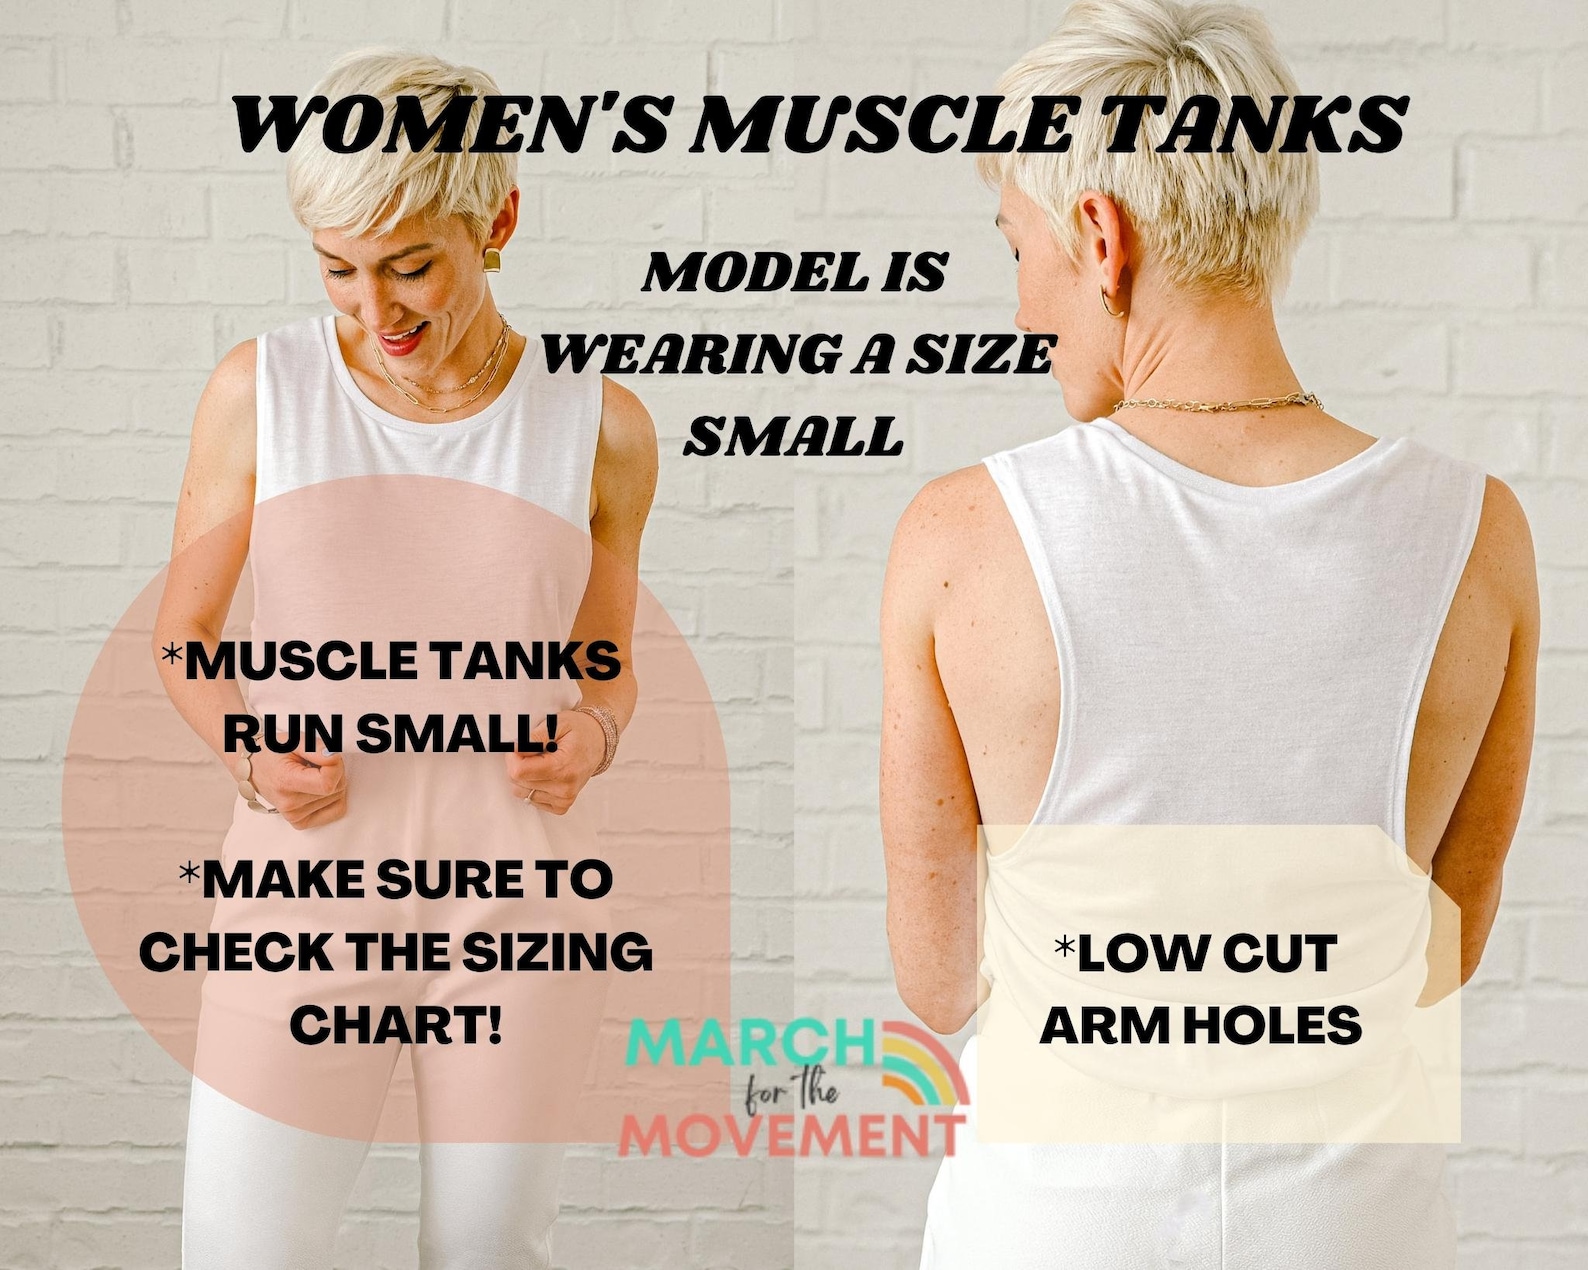 WOMEN'S MUSCLE TANKS
MODEL IS
WEARING A SIZE
SMALL
*MUSCLE TANKS
RUN SMALL!
*MAKE SURE TO
CHECK THE SIZING
CHART!
*LOW CUT
ARM HOLES
MARCH
for the
MOVEMENT